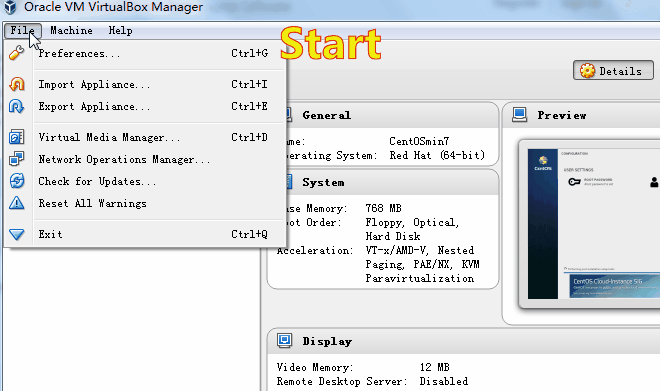 Oracle VM VirtualBox Manager
File Machine Help
Start
Preferences... Ctrl+G
Import Appliance... Ctrl+I
Export Appliance... Ctrl+E
Virtual Media Manager... Ctrl+D
Network Operations Manager...
Check for Updates...
Reset All Warnings
Exit Ctrl+Q
Details
General
ame: CentOSmin7
perating System: Red Hat (64-bit)
System
ase Memory: 768 MB
oot Order: Floppy, Optical,
Hard Disk
Acceleration: VT-x/AMD-V, Nested
Paging, PAE/NX, KVM
Paravirtualization
Display
Video Memory: 12 MB
Remote Desktop Server: Disabled
Preview
CentOS
CONFIGURATION
USER SETTINGS
ROOT PASSWORD
CentOS Cloud-Instance SIG